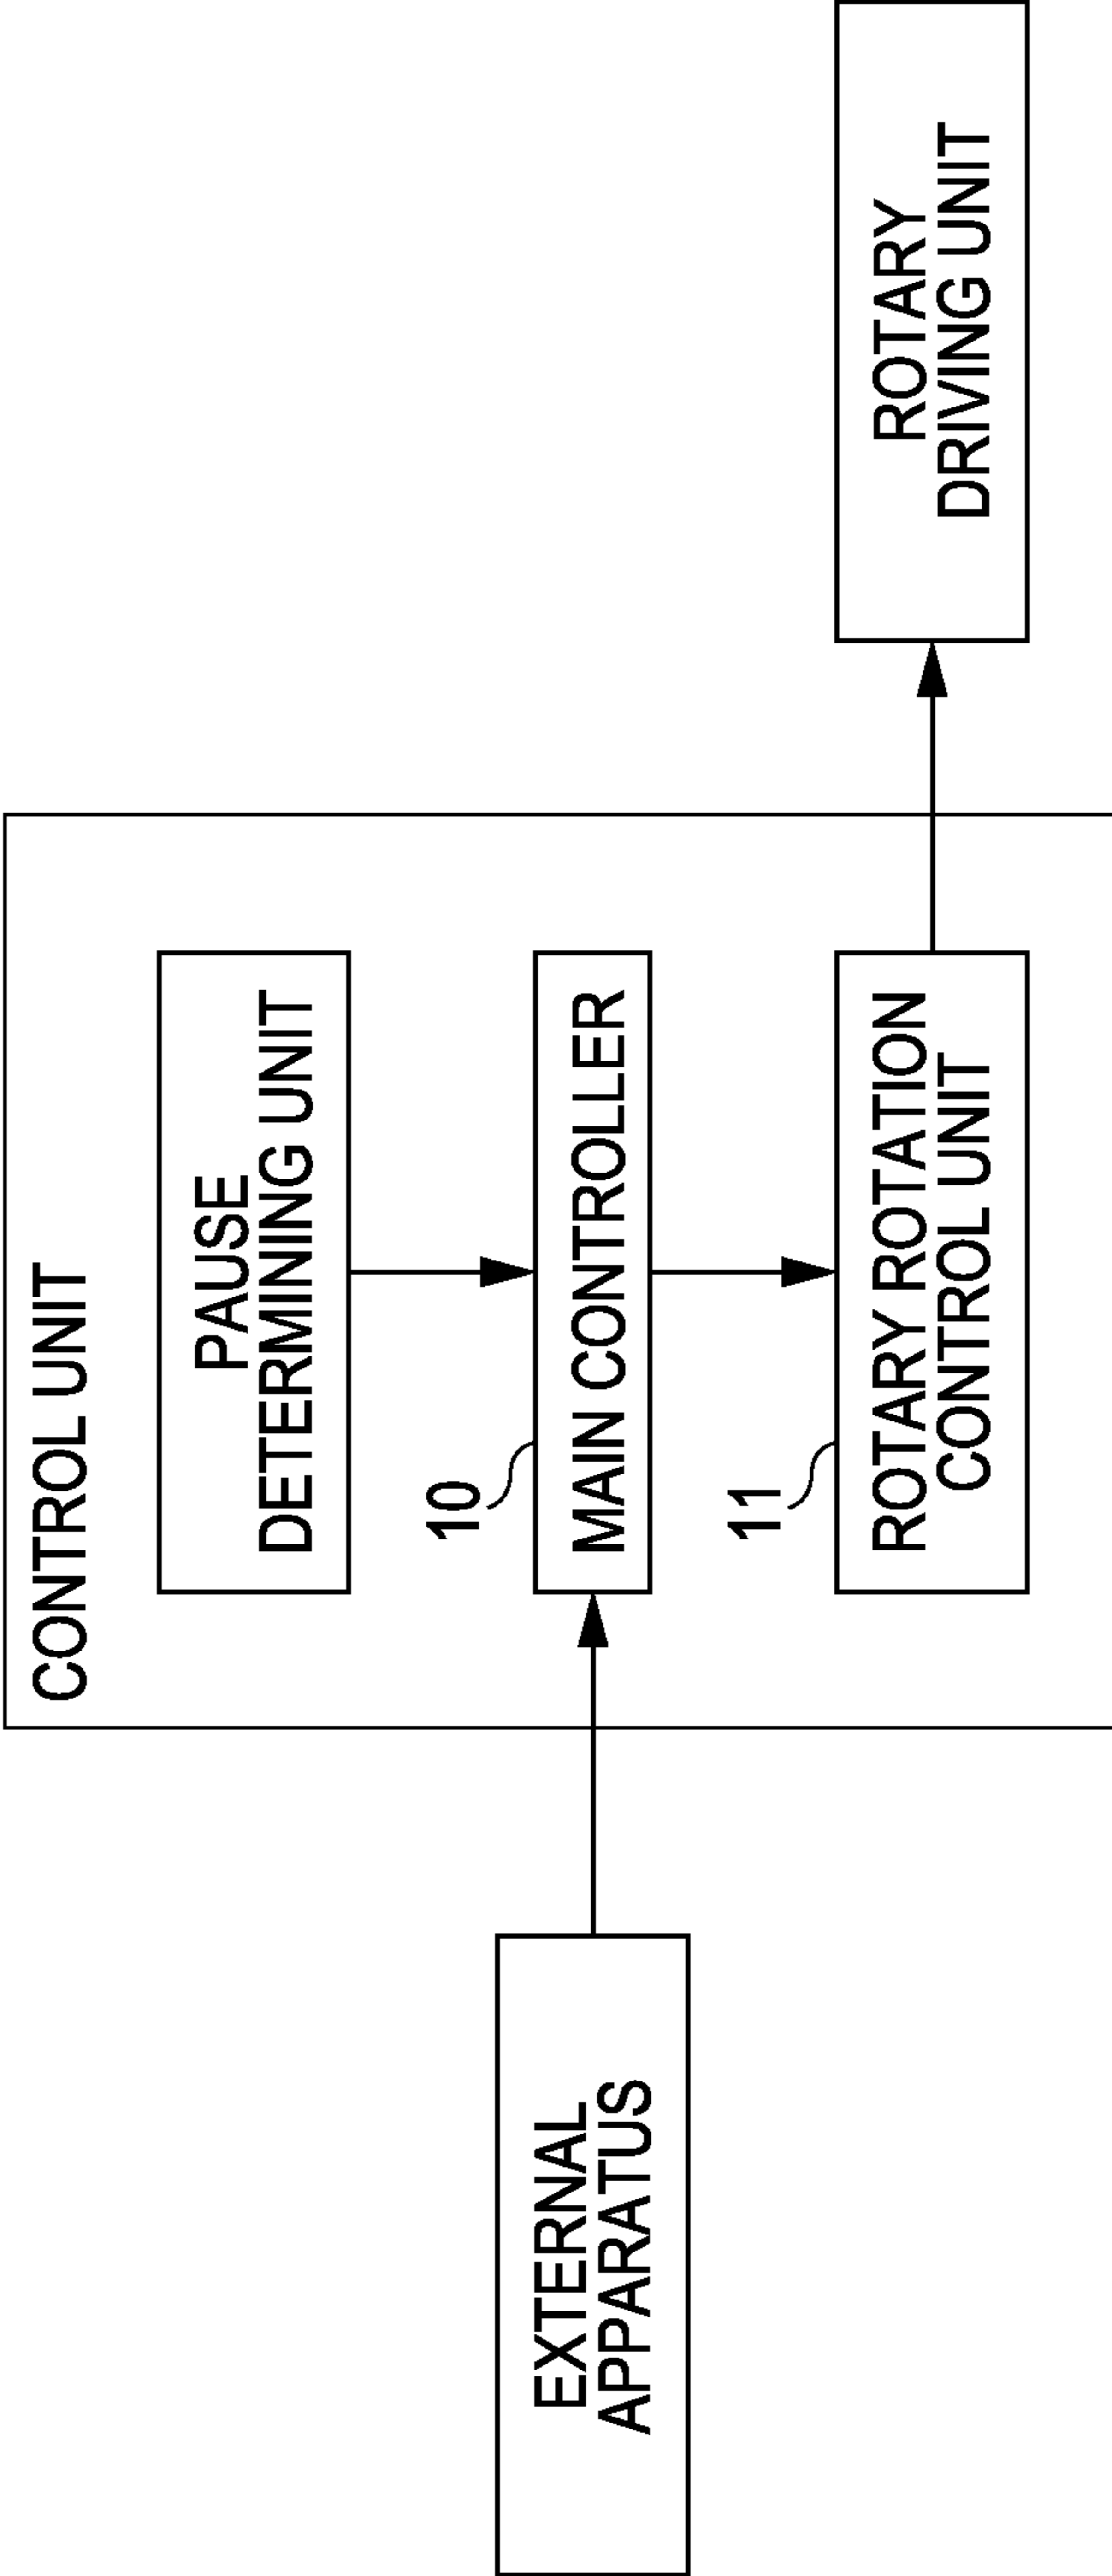 CONTROL UNIT
PAUSE
DETERMINING UNIT
10
MAIN CONTROLLER
11
ROTARY ROTATION
CONTROL UNIT
EXTERNAL
APPARATUS
ROTARY
DRIVING UNIT